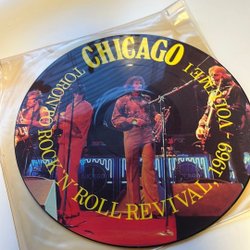 CHICAGO
TORONTO ROCK 'N' ROLL REVIVAL, 1969 - VOLUME I